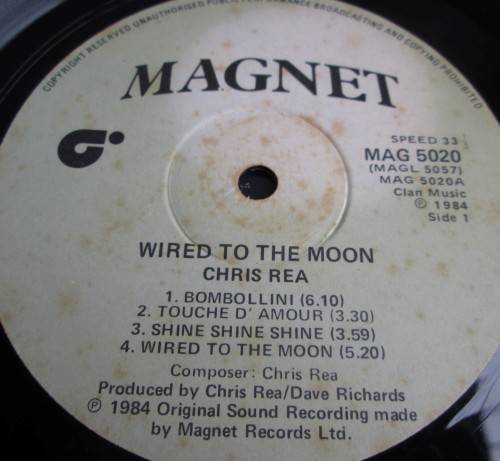 COPYRIGHT RESERVED UNAUTHORISED PUBLIC PERFORMANCE BROADCASTING AND COPYING PROHIBITED
MAGNET
SPEED 33⅓
MAG 5020
(MAGL 5057)
MAG 5020A
Clan Music
℗ 1984
Side 1
WIRED TO THE MOON
CHRIS REA
1. BOMBOLLINI (6.10)
2. TOUCHE D' AMOUR (3.30)
3. SHINE SHINE SHINE (3.59)
4. WIRED TO THE MOON (5.20)
Composer: Chris Rea
Produced by Chris Rea/Dave Richards
℗ 1984 Original Sound Recording made
by Magnet Records Ltd.